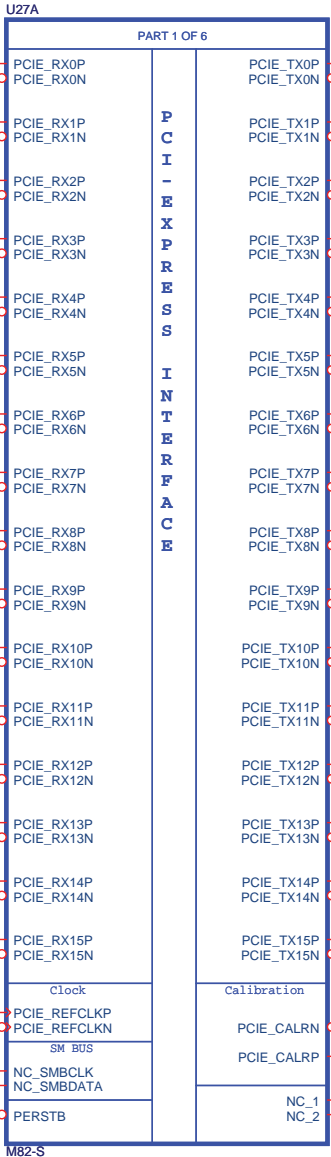 U27A
PART 1 OF 6
PCIE_RX0P
PCIE_RX0N
PCIE_RX1P
PCIE_RX1N
PCIE_RX2P
PCIE_RX2N
PCIE_RX3P
PCIE_RX3N
PCIE_RX4P
PCIE_RX4N
PCIE_RX5P
PCIE_RX5N
PCIE_RX6P
PCIE_RX6N
PCIE_RX7P
PCIE_RX7N
PCIE_RX8P
PCIE_RX8N
PCIE_RX9P
PCIE_RX9N
PCIE_RX10P
PCIE_RX10N
PCIE_RX11P
PCIE_RX11N
PCIE_RX12P
PCIE_RX12N
PCIE_RX13P
PCIE_RX13N
PCIE_RX14P
PCIE_RX14N
PCIE_RX15P
PCIE_RX15N
Clock
PCIE_REFCLKP
PCIE_REFCLKN
SM BUS
NC_SMBCLK
NC_SMBDATA
PERSTB
PCI-EXPRESS INTERFACE
PCIE_TX0P
PCIE_TX0N
PCIE_TX1P
PCIE_TX1N
PCIE_TX2P
PCIE_TX2N
PCIE_TX3P
PCIE_TX3N
PCIE_TX4P
PCIE_TX4N
PCIE_TX5P
PCIE_TX5N
PCIE_TX6P
PCIE_TX6N
PCIE_TX7P
PCIE_TX7N
PCIE_TX8P
PCIE_TX8N
PCIE_TX9P
PCIE_TX9N
PCIE_TX10P
PCIE_TX10N
PCIE_TX11P
PCIE_TX11N
PCIE_TX12P
PCIE_TX12N
PCIE_TX13P
PCIE_TX13N
PCIE_TX14P
PCIE_TX14N
PCIE_TX15P
PCIE_TX15N
Calibration
PCIE_CALRN
PCIE_CALRP
NC_1
NC_2
M82-S